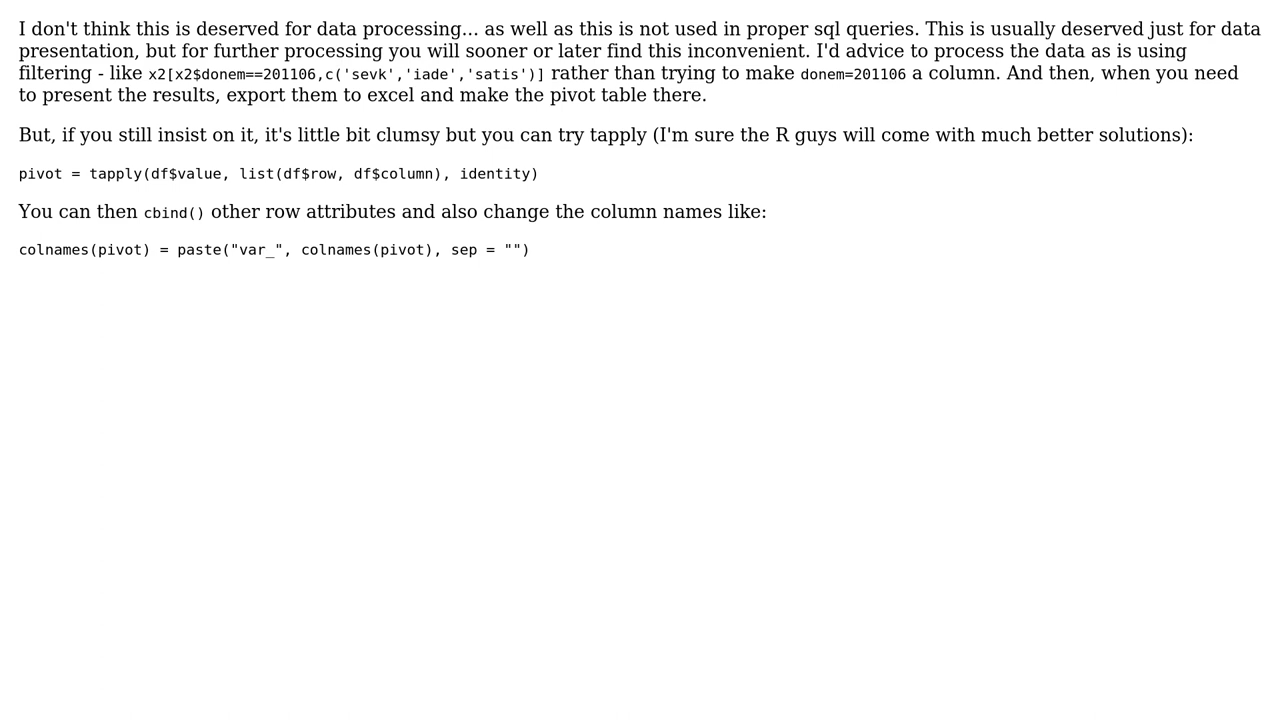 I don't think this is deserved for data processing... as well as this is not used in proper sql queries. This is usually deserved just for data
presentation, but for further processing you will sooner or later find this inconvenient. I'd advice to process the data as is using
filtering - like x2[x2$donem==201106,c('sevk','iade','satis')] rather than trying to make donem=201106 a column. And then, when you need
to present the results, export them to excel and make the pivot table there.
But, if you still insist on it, it's little bit clumsy but you can try tapply (I'm sure the R guys will come with much better solutions):
pivot = tapply(df$value, list(df$row, df$column), identity)
You can then cbind() other row attributes and also change the column names like:
colnames(pivot) = paste("var_", colnames(pivot), sep = "")